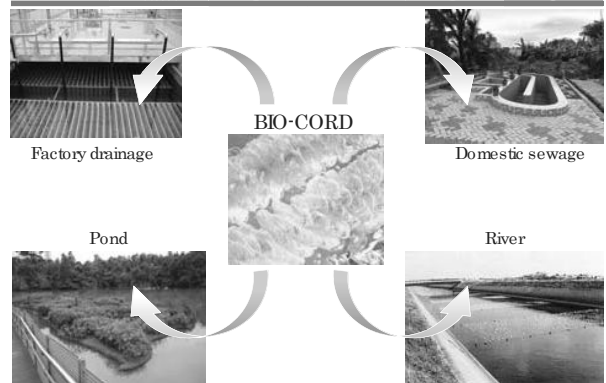 BIO-CORD
Factory drainage
Domestic sewage
Pond
River